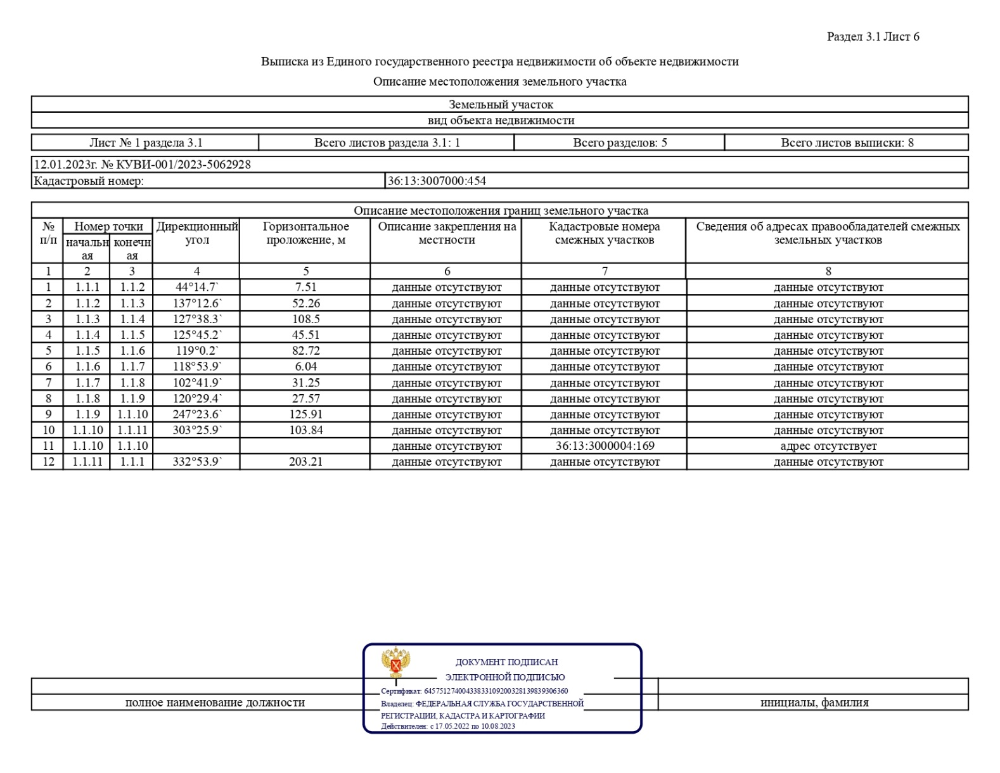 Раздел 3.1 Лист 6
Выписка из Единого государственного реестра недвижимости об объекте недвижимости
Описание местоположения земельного участка
Земельный участок
вид объекта недвижимости
Лист № 1 раздела 3.1 Всего листов раздела 3.1: 1 Всего разделов: 5 Всего листов выписки: 8
12.01.2023г. № КУВИ-001/2023-5062928
Кадастровый номер: 36:13:3007000:454
Описание местоположения границ земельного участка
№ п/п Номер точки Дирекционный угол Горизонтальное проложение, м Описание закрепления на местности Кадастровые номера смежных участков Сведения об адресах правообладателей смежных земельных участков
начальная конечная
1 2 3 4 5 6 7 8
1 1.1.1 1.1.2 44°14.7` 7.51 данные отсутствуют данные отсутствуют данные отсутствуют
2 1.1.2 1.1.3 137°12.6` 52.26 данные отсутствуют данные отсутствуют данные отсутствуют
3 1.1.3 1.1.4 127°38.3` 108.5 данные отсутствуют данные отсутствуют данные отсутствуют
4 1.1.4 1.1.5 125°45.2` 45.51 данные отсутствуют данные отсутствуют данные отсутствуют
5 1.1.5 1.1.6 119°0.2` 82.72 данные отсутствуют данные отсутствуют данные отсутствуют
6 1.1.6 1.1.7 118°53.9` 6.04 данные отсутствуют данные отсутствуют данные отсутствуют
7 1.1.7 1.1.8 102°41.9` 31.25 данные отсутствуют данные отсутствуют данные отсутствуют
8 1.1.8 1.1.9 120°29.4` 27.57 данные отсутствуют данные отсутствуют данные отсутствуют
9 1.1.9 1.1.10 247°23.6` 125.91 данные отсутствуют данные отсутствуют данные отсутствуют
10 1.1.10 1.1.11 303°25.9` 103.84 данные отсутствуют данные отсутствуют данные отсутствуют
11 1.1.10 1.1.10 данные отсутствуют 36:13:3000004:169 адрес отсутствует
12 1.1.11 1.1.1 332°53.9` 203.21 данные отсутствуют данные отсутствуют данные отсутствуют
ДОКУМЕНТ ПОДПИСАН
ЭЛЕКТРОННОЙ ПОДПИСЬЮ
Сертификат: 64575127400433833109200328139839306360
Владелец: ФЕДЕРАЛЬНАЯ СЛУЖБА ГОСУДАРСТВЕННОЙ
РЕГИСТРАЦИИ, КАДАСТРА И КАРТОГРАФИИ
Действителен: с 17.05.2022 по 10.08.2023
полное наименование должности инициалы, фамилия